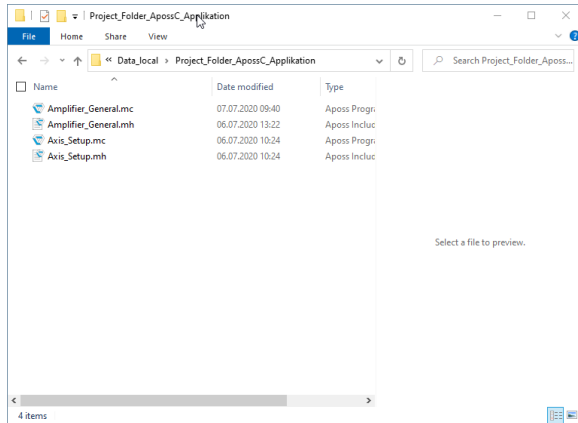 Project_Folder_ApossC_Applikation
File Home Share View
« Data_local › Project_Folder_ApossC_Applikation
Search Project_Folder_Aposs...
Name Date modified Type
Amplifier_General.mc 07.07.2020 09:40 Aposs Progra
Amplifier_General.mh 06.07.2020 13:22 Aposs Includ
Axis_Setup.mc 06.07.2020 10:24 Aposs Progra
Axis_Setup.mh 06.07.2020 10:24 Aposs Includ
Select a file to preview.
4 items